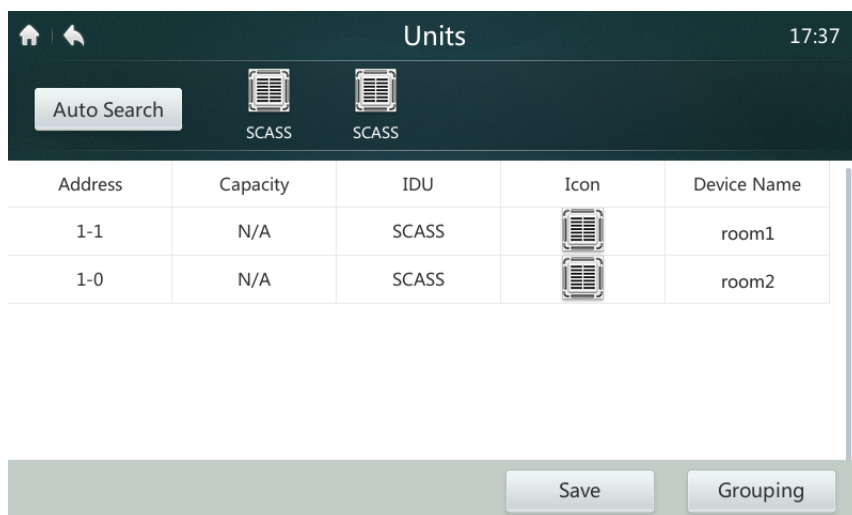 Units 17:37
Auto Search
SCASS SCASS
Address Capacity IDU Icon Device Name
1-1 N/A SCASS room1
1-0 N/A SCASS room2
Save Grouping